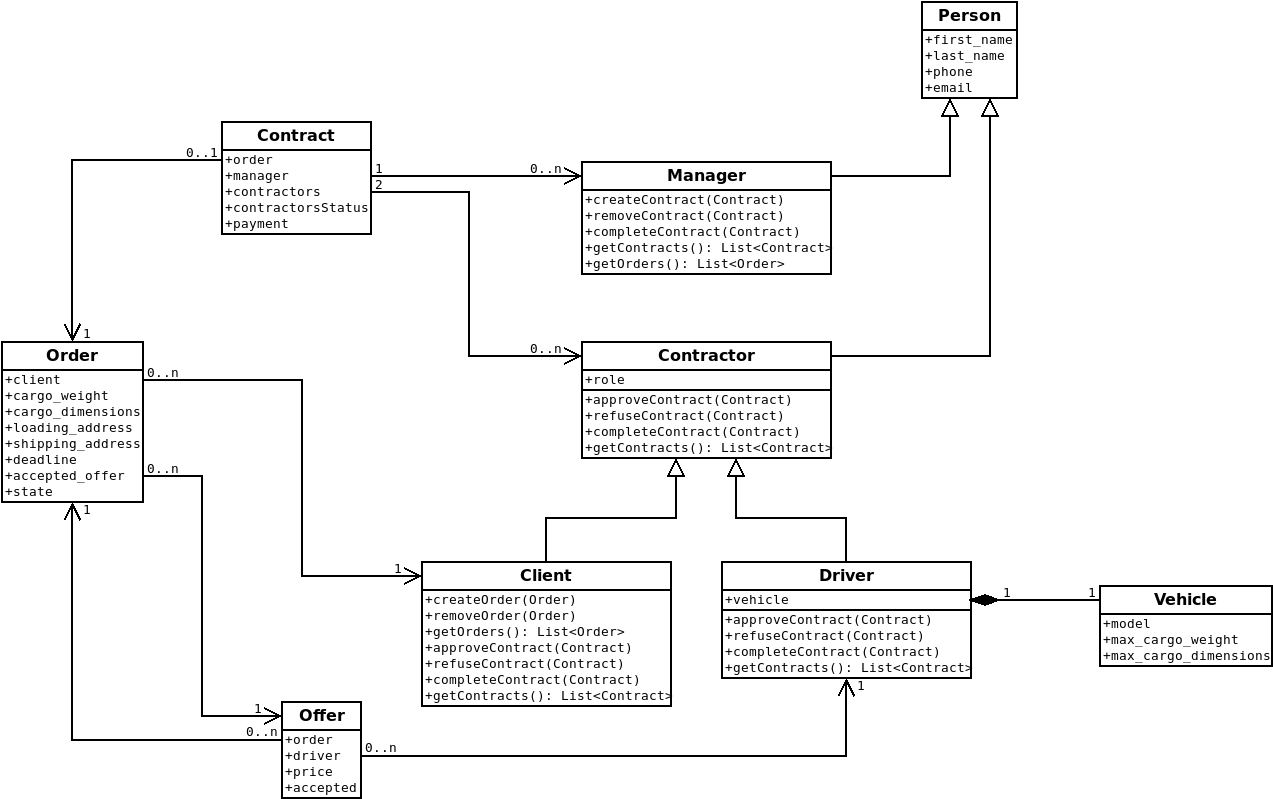 Person
+first_name
+last_name
+phone
+email
Contract
+order
+manager
+contractors
+contractorsStatus
+payment
0..1
1
1
0..n
2
0..n
Manager
+createContract(Contract)
+removeContract(Contract)
+completeContract(Contract)
+getContracts(): List<Contract>
+getOrders(): List<Order>
Order
+client
+cargo_weight
+cargo_dimensions
+loading_address
+shipping_address
+deadline
+accepted_offer
+state
0..n
0..n
1
Contractor
+role
+approveContract(Contract)
+refuseContract(Contract)
+completeContract(Contract)
+getContracts(): List<Contract>
1
Client
+createOrder(Order)
+removeOrder(Order)
+getOrders(): List<Order>
+approveContract(Contract)
+refuseContract(Contract)
+completeContract(Contract)
+getContracts(): List<Contract>
Driver
+vehicle
+approveContract(Contract)
+refuseContract(Contract)
+completeContract(Contract)
+getContracts(): List<Contract>
1
1
1
Vehicle
+model
+max_cargo_weight
+max_cargo_dimensions
1
0..n
Offer
+order
+driver
+price
+accepted
0..n